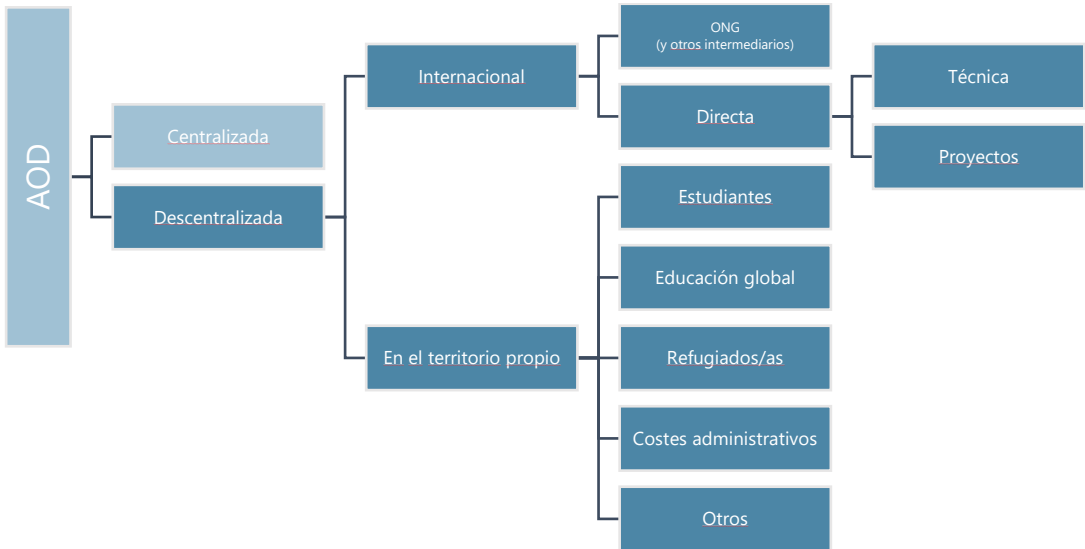 AOD
Centralizada
Descentralizada
Internacional
En el territorio propio
ONG
(y otros intermediarios)
Directa
Estudiantes
Educación global
Refugiados/as
Costes administrativos
Otros
Técnica
Proyectos